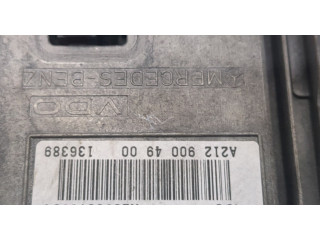 MERCEDES-BENZ
VDO
A212 900 49 00
136389